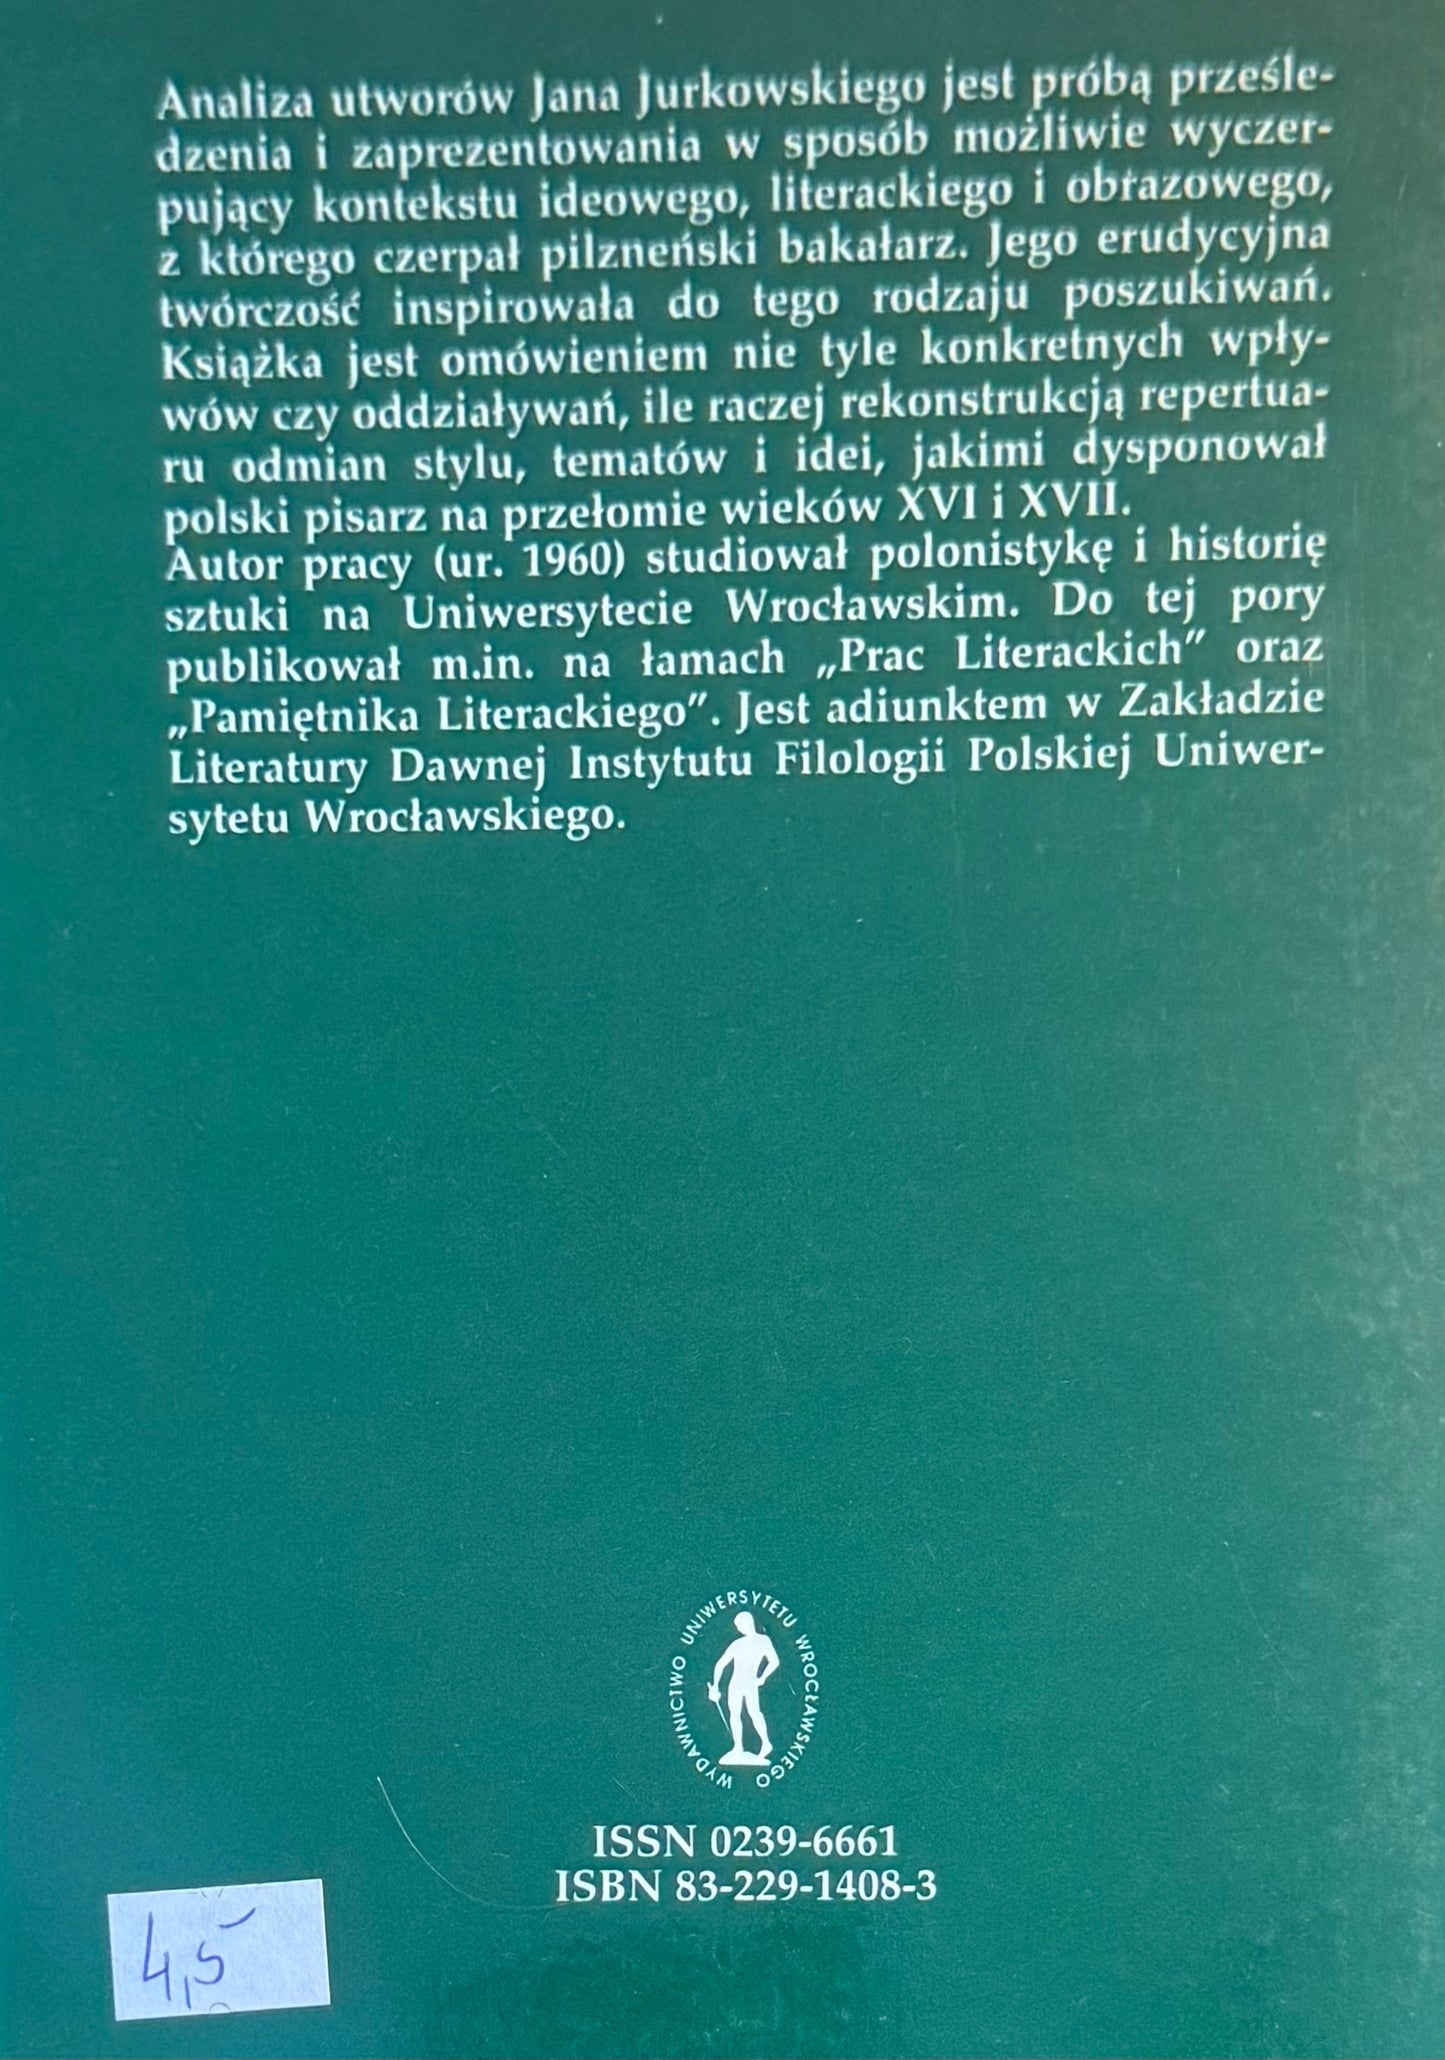 Analiza utworów Jana Jurkowskiego jest próbą prześle-
dzenia i zaprezentowania w sposób możliwie wyczer-
pujący kontekstu ideowego, literackiego i obrazowego,
z którego czerpał pilzneński bakałarz. Jego erudycyjna
twórczość inspirowała do tego rodzaju poszukiwań.
Książka jest omówieniem nie tyle konkretnych wpły-
wów czy oddziaływań, ile raczej rekonstrukcją repertua-
ru odmian stylu, tematów i idei, jakimi dysponował
polski pisarz na przełomie wieków XVI i XVII.
Autor pracy (ur. 1960) studiował polonistykę i historię
sztuki na Uniwersytecie Wrocławskim. Do tej pory
publikował m.in. na łamach „Prac Literackich” oraz
„Pamiętnika Literackiego”. Jest adiunktem w Zakładzie
Literatury Dawnej Instytutu Filologii Polskiej Uniwer-
sytetu Wrocławskiego.
WYDAWNICTWO UNIWERSYTETU WROCŁAWSKIEGO
ISSN 0239-6661
ISBN 83-229-1408-3
4,5